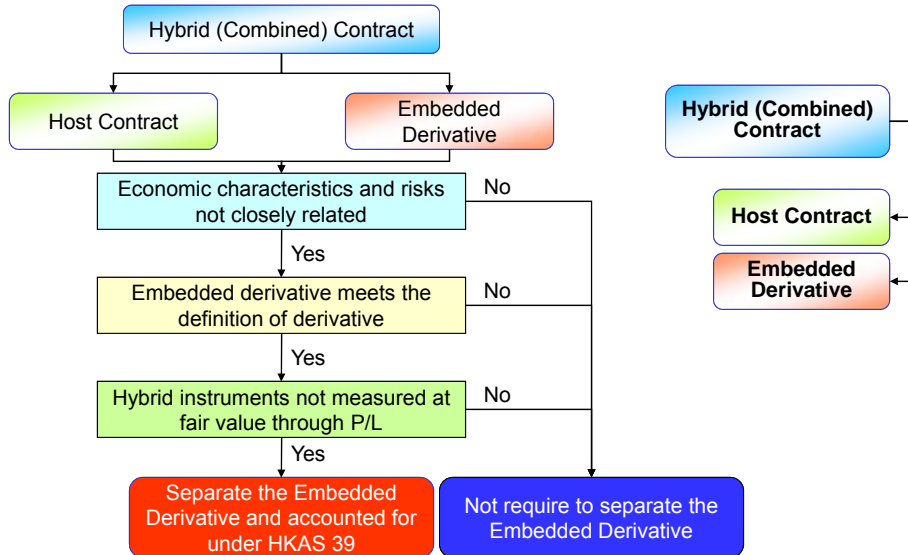 Hybrid (Combined) Contract
Host Contract
Embedded
Derivative
Economic characteristics and risks
not closely related
No
Yes
Embedded derivative meets the
definition of derivative
No
Yes
Hybrid instruments not measured at
fair value through P/L
No
Yes
Separate the Embedded
Derivative and accounted for
under HKAS 39
Not require to separate the
Embedded Derivative
Hybrid (Combined)
Contract
Host Contract
Embedded
Derivative